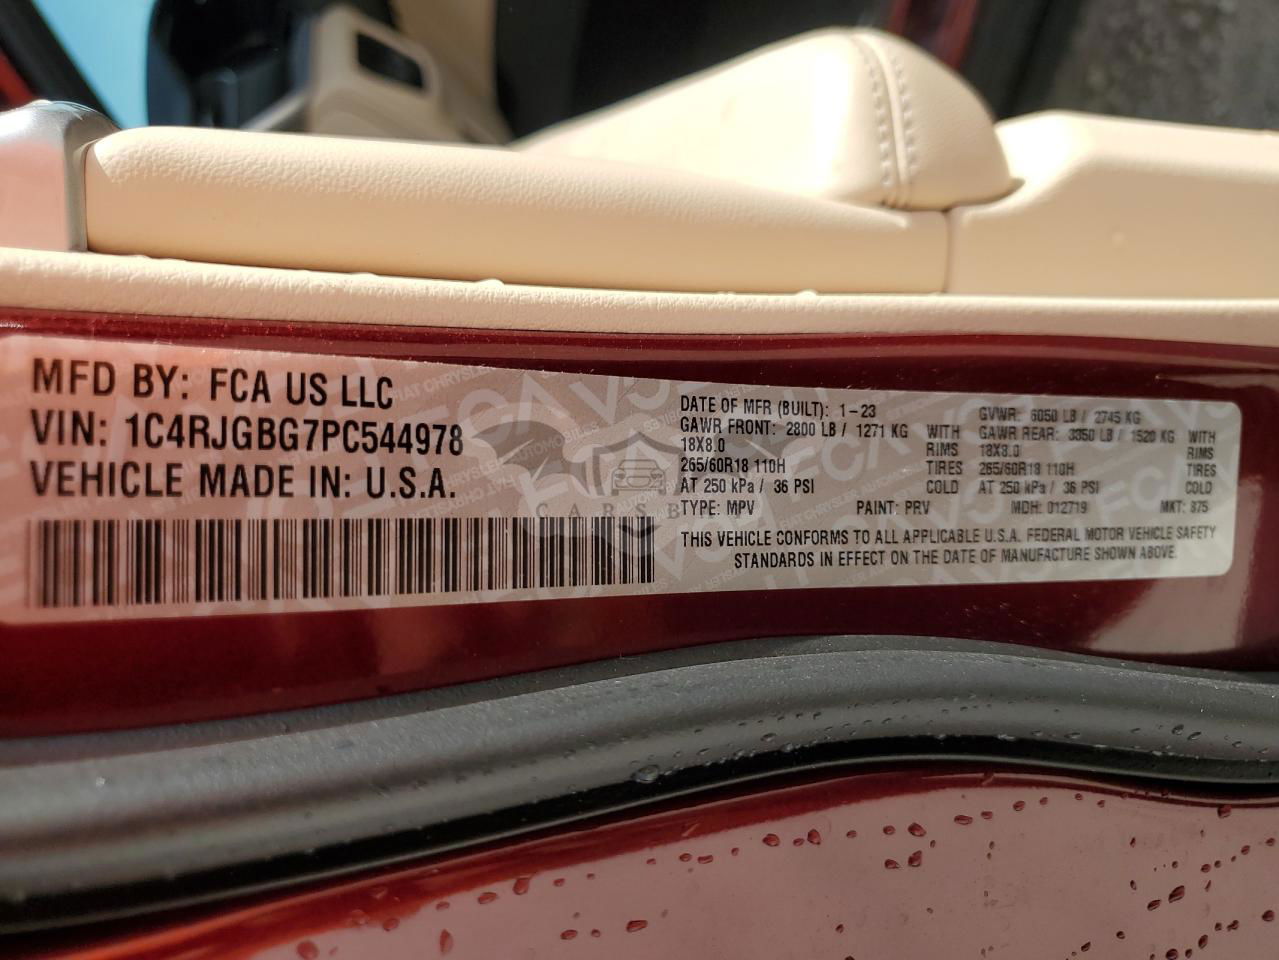 MFD BY: FCA US LLC
VIN: 1C4RJGBG7PC544978
VEHICLE MADE IN: U.S.A.
DATE OF MFR (BUILT): 1-23 GVWR: 6050 LB / 2745 KG
GAWR FRONT: 2800 LB / 1271 KG WITH GAWR REAR: 3350 LB / 1520 KG WITH
18X8.0 RIMS 18X8.0 RIMS
265/60R18 110H TIRES 265/60R18 110H TIRES
AT 250 kPa / 36 PSI COLD AT 250 kPa / 36 PSI COLD
TYPE: MPV PAINT: PRV MDH: 012719 MKT: 875
THIS VEHICLE CONFORMS TO ALL APPLICABLE U.S.A. FEDERAL MOTOR VEHICLE SAFETY
STANDARDS IN EFFECT ON THE DATE OF MANUFACTURE SHOWN ABOVE.